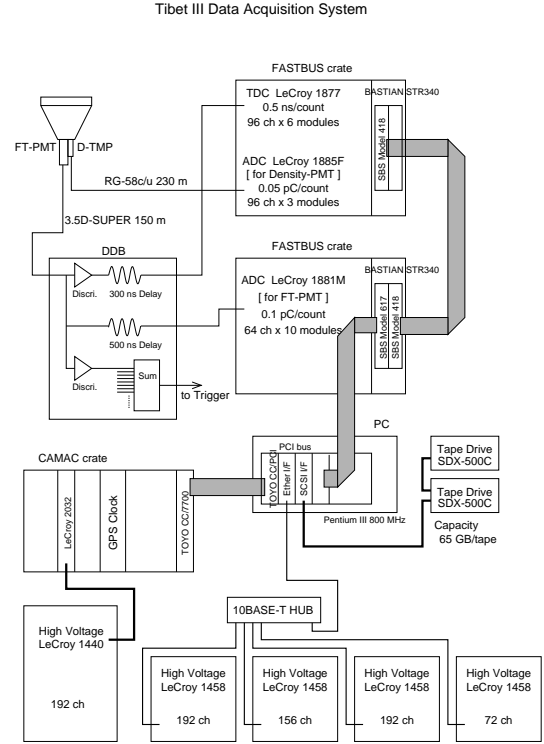 Tibet III Data Acquisition System
FASTBUS crate
TDC LeCroy 1877
0.5 ns/count
96 ch x 6 modules
BASTIAN STR340
SBS Model 418
ADC LeCroy 1885F
[ for Density-PMT ]
0.05 pC/count
96 ch x 3 modules
FT-PMT
D-TMP
RG-58c/u 230 m
3.5D-SUPER 150 m
DDB
Discri.
300 ns Delay
500 ns Delay
Discri.
Sum
to Trigger
FASTBUS crate
ADC LeCroy 1881M
[ for FT-PMT ]
0.1 pC/count
64 ch x 10 modules
BASTIAN STR340
SBS Model 617
SBS Model 418
PC
PCI bus
TOYO CC/PCI
Ether I/F
SCSI I/F
Pentium III 800 MHz
Tape Drive
SDX-500C
Tape Drive
SDX-500C
Capacity
65 GB/tape
CAMAC crate
LeCroy 2032
GPS Clock
TOYO CC/7700
10BASE-T HUB
High Voltage
LeCroy 1440
192 ch
High Voltage
LeCroy 1458
192 ch
High Voltage
LeCroy 1458
156 ch
High Voltage
LeCroy 1458
192 ch
High Voltage
LeCroy 1458
72 ch